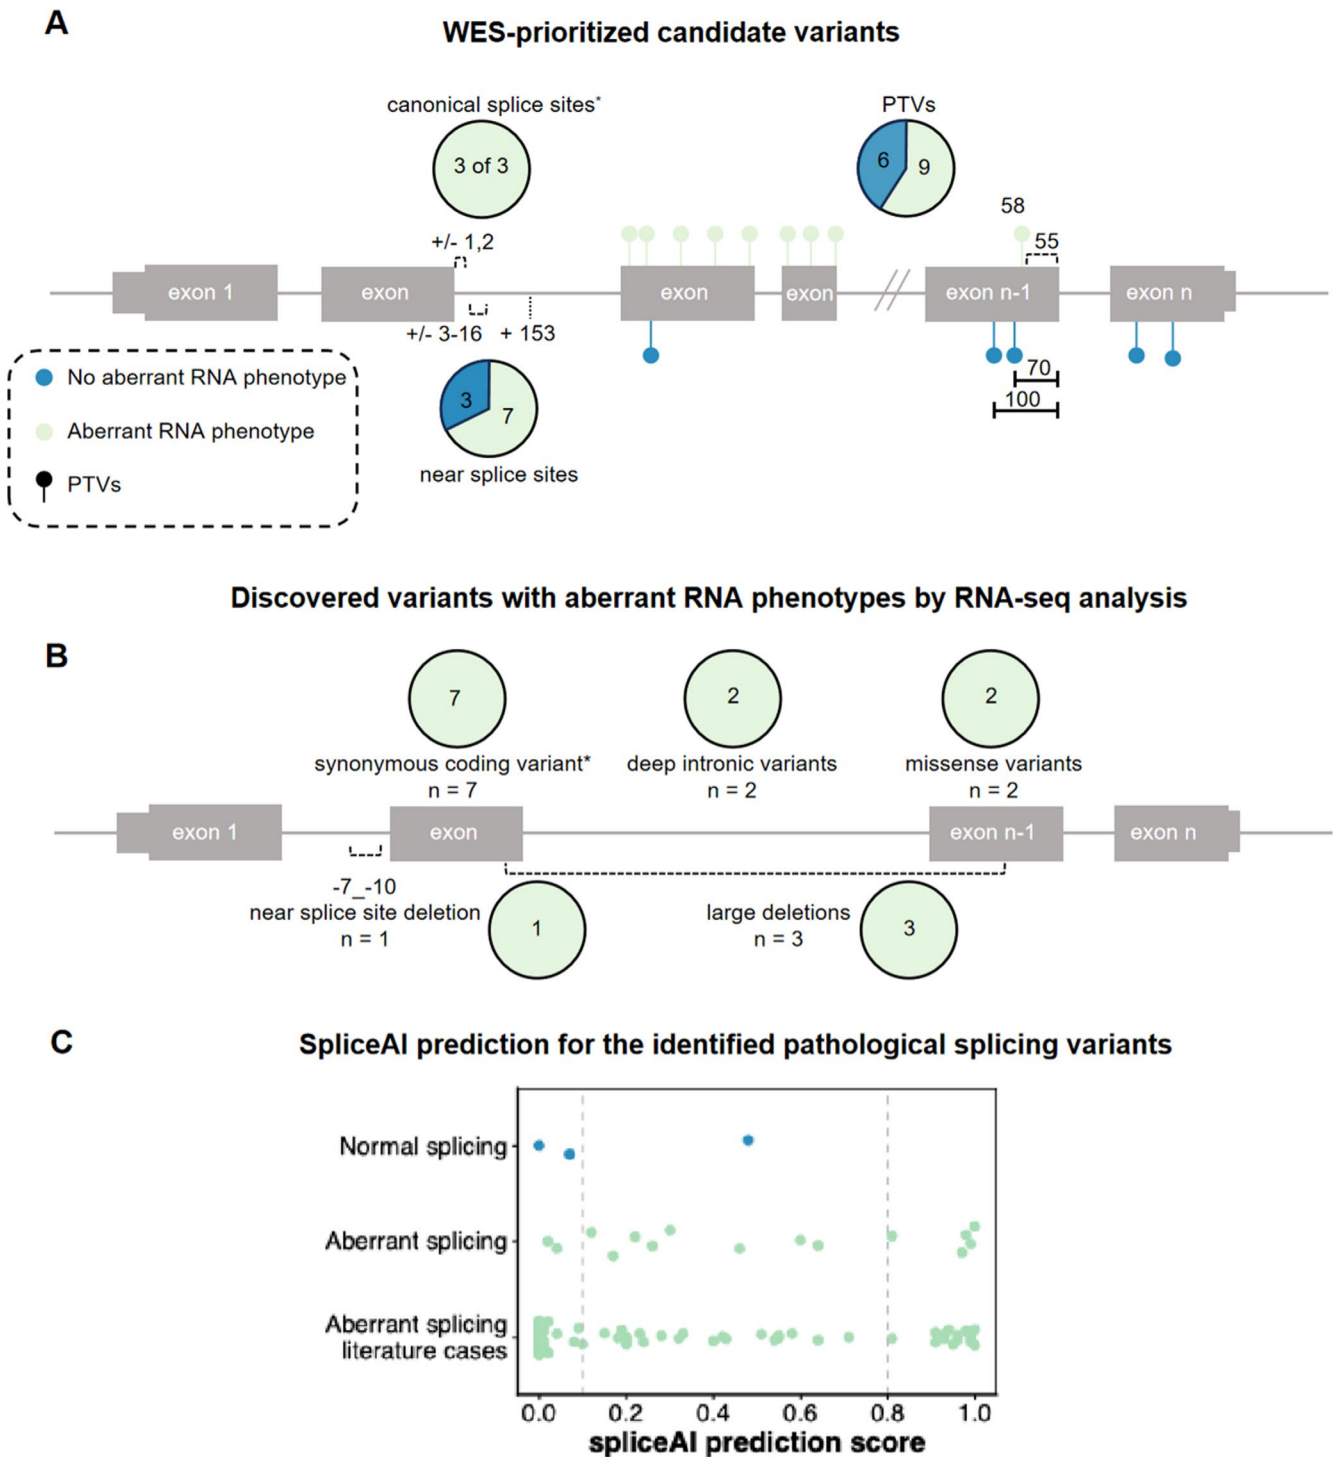 A
WES-prioritized candidate variants
canonical splice sites*
PTVs
3 of 3
6
9
58
+/- 1,2
55
exon 1
exon
exon
exon
exon n-1
exon n
+/- 3-16
+ 153
No aberrant RNA phenotype
70
3
7
100
Aberrant RNA phenotype
near splice sites
PTVs
Discovered variants with aberrant RNA phenotypes by RNA-seq analysis
B
7
2
2
synonymous coding variant*
n = 7
deep intronic variants
n = 2
missense variants
n = 2
exon 1
exon
exon n-1
exon n
-7_-10
near splice site deletion
n = 1
1
large deletions
n = 3
3
C
SpliceAI prediction for the identified pathological splicing variants
Normal splicing
Aberrant splicing
Aberrant splicing
literature cases
0.0 0.2 0.4 0.6 0.8 1.0
spliceAI prediction score